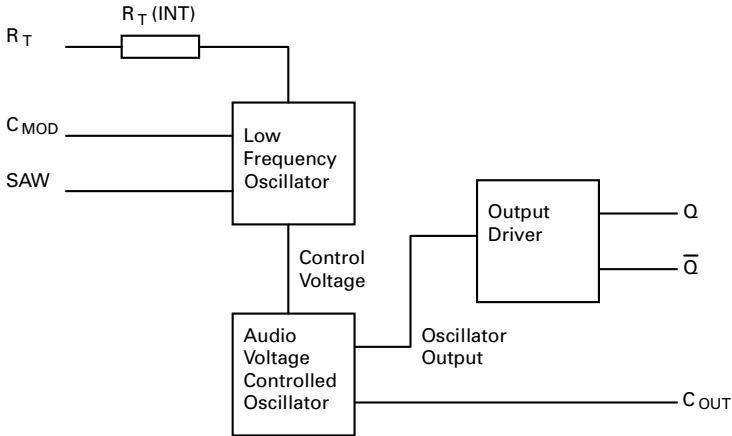 R T (INT)
R T
C MOD
SAW
Low
Frequency
Oscillator
Control
Voltage
Audio
Voltage
Controlled
Oscillator
Oscillator
Output
Output
Driver
Q
Q̅
C OUT